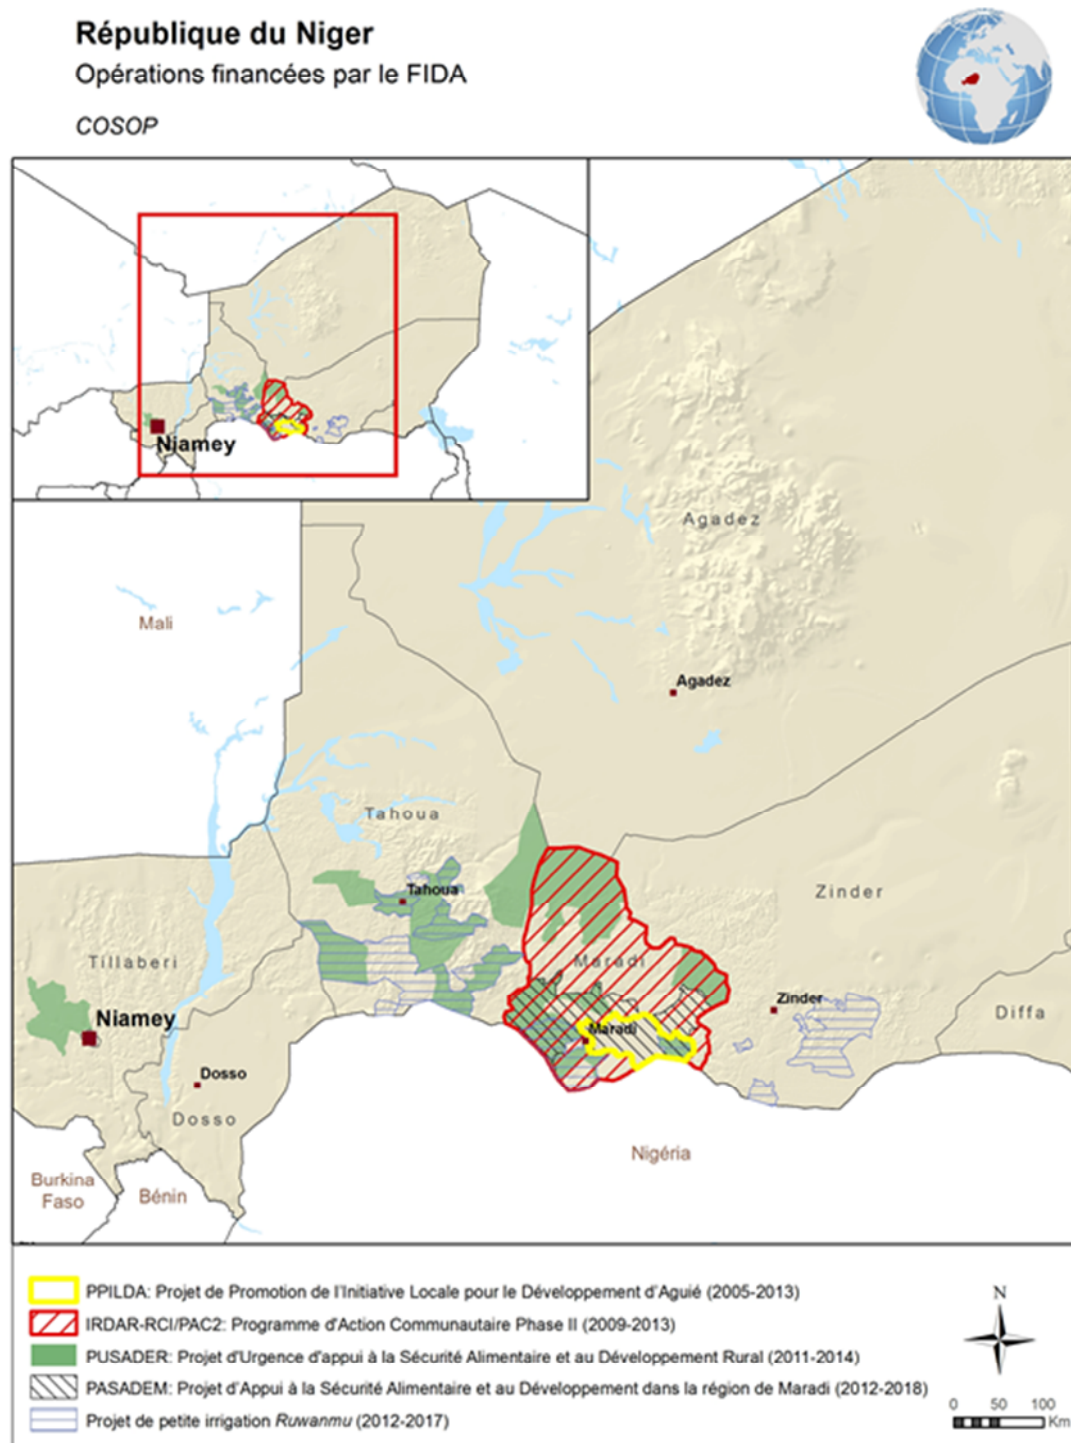 République du Niger
Opérations financées par le FIDA
COSOP
Niamey
Agadez
Mali
Agadez
Tahoua
Tahoua
Zinder
Tillaberi
Maradi
Zinder
Niamey
Diffa
Maradi
Dosso
Dosso
Nigéria
Burkina
Faso
Bénin
PPILDA: Projet de Promotion de l'Initiative Locale pour le Développement d'Aguié (2005-2013)
IRDAR-RCI/PAC2: Programme d'Action Communautaire Phase II (2009-2013)
PUSADER: Projet d'Urgence d'appui à la Sécurité Alimentaire et au Développement Rural (2011-2014)
PASADEM: Projet d'Appui à la Sécurité Alimentaire et au Développement dans la région de Maradi (2012-2018)
Projet de petite irrigation Ruwanmu (2012-2017)
N
0 50 100
Km